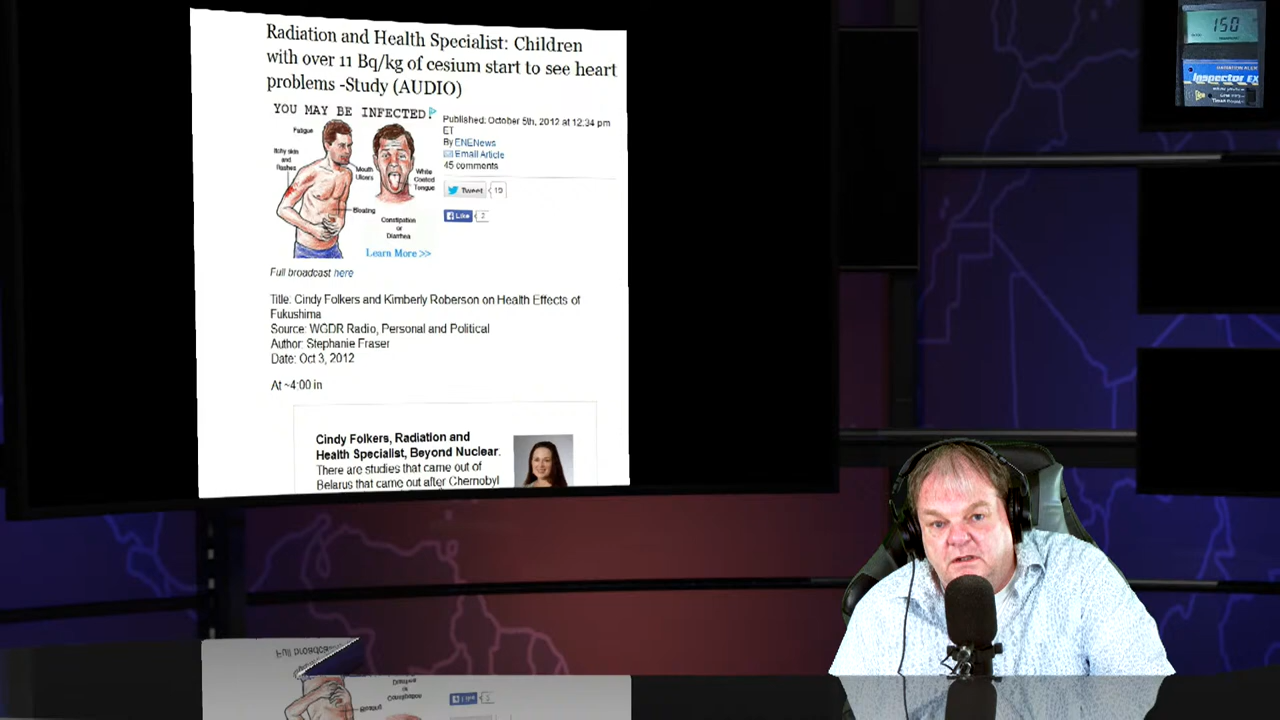 Radiation and Health Specialist: Children
with over 11 Bq/kg of cesium start to see heart
problems -Study (AUDIO)
YOU MAY BE INFECTED!
Fatigue
Itchy skin
and
Rashes
Mouth
Ulcers
White
Coated
Tongue
Bloating
Constipation
or
Diarrhea
Learn More >>
Published: October 5th, 2012 at 12:34 pm
ET
By ENENews
Email Article
45 comments
Tweet 19
Like 2
Full broadcast here
Title: Cindy Folkers and Kimberly Roberson on Health Effects of
Fukushima
Source: WGDR Radio, Personal and Political
Author: Stephanie Fraser
Date: Oct 3, 2012
At ~4:00 in
Cindy Folkers, Radiation and
Health Specialist, Beyond Nuclear.
There are studies that came out of
Belarus that came out after Chernobyl
150
RADIATION ALERT
Inspector EX